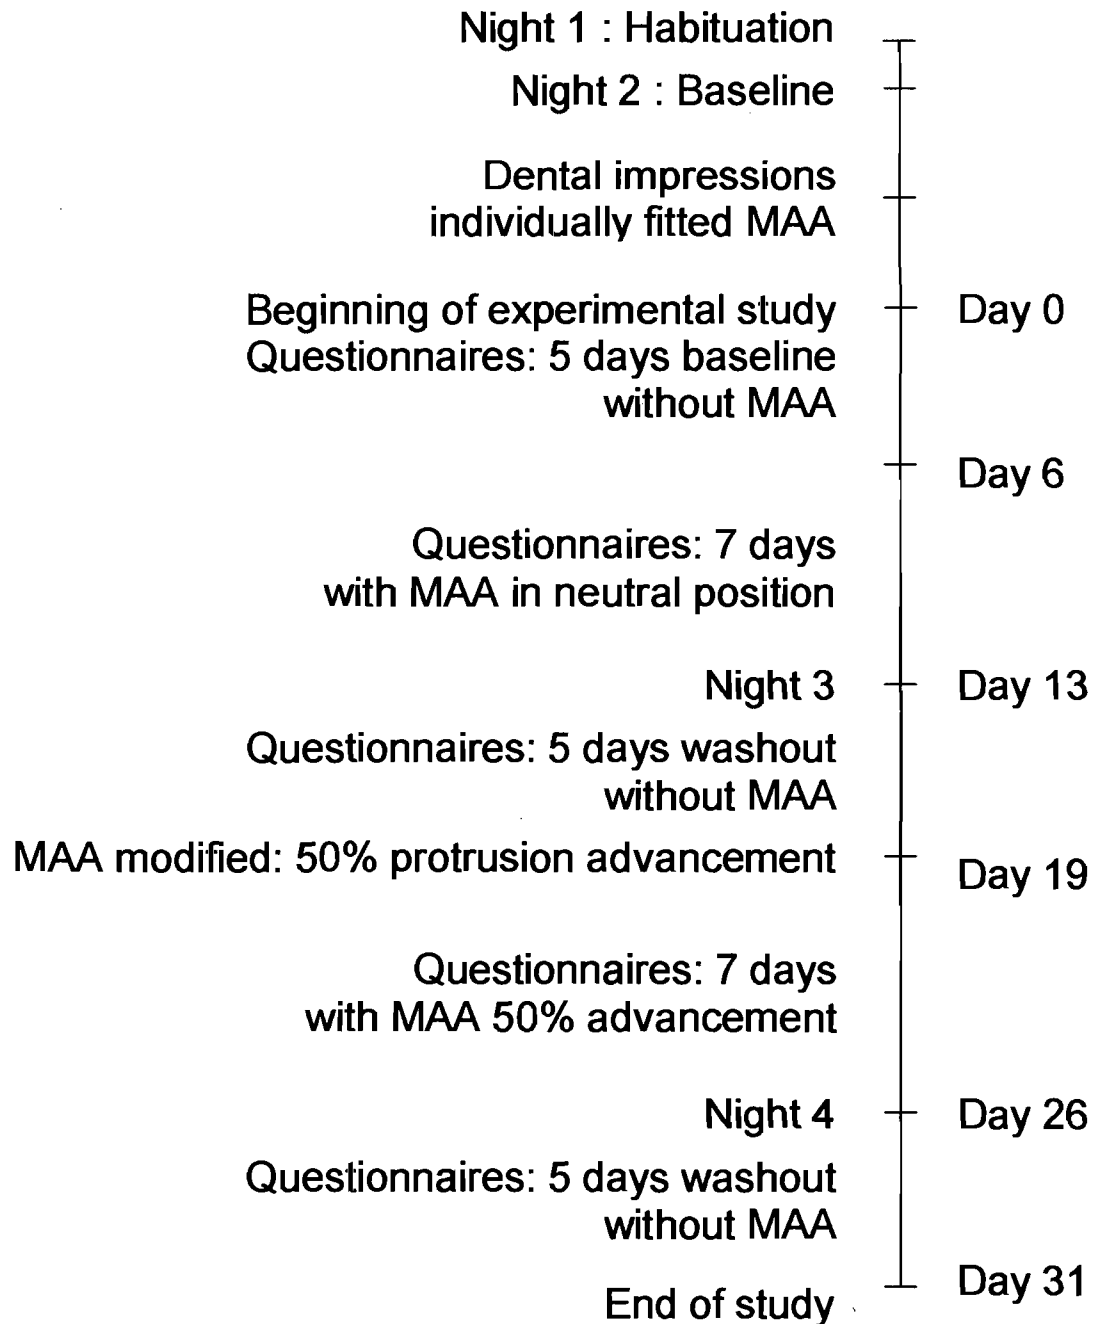 Night 1 : Habituation
Night 2 : Baseline
Dental impressions
individually fitted MAA
Beginning of experimental study
Day 0
Questionnaires: 5 days baseline
without MAA
Day 6
Questionnaires: 7 days
with MAA in neutral position
Night 3
Day 13
Questionnaires: 5 days washout
without MAA
MAA modified: 50% protrusion advancement
Day 19
Questionnaires: 7 days
with MAA 50% advancement
Night 4
Day 26
Questionnaires: 5 days washout
without MAA
Day 31
End of study